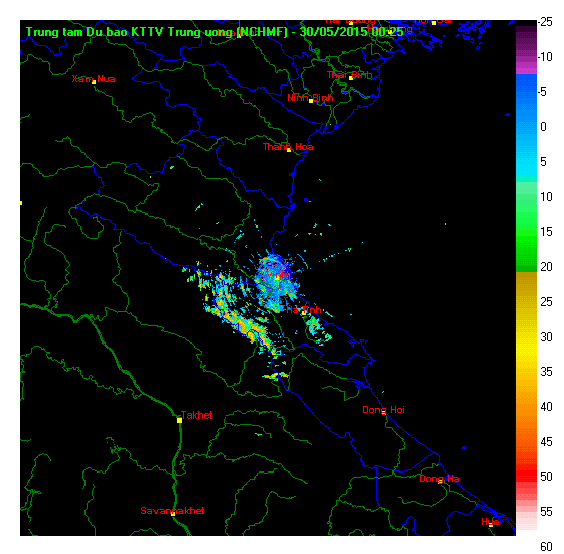 Trung tam Du bao KTTV Trung uong (NCHMF) - 30/05/2015 00:25
Thai Binh
Xam Nua
Ninh Binh
Thanh Hoa
Ha Tinh
Dong Hoi
Takhet
Dong Ha
Savannakhet
Hue
-25
-10
-5
0
5
10
15
20
25
30
35
40
45
50
55
60